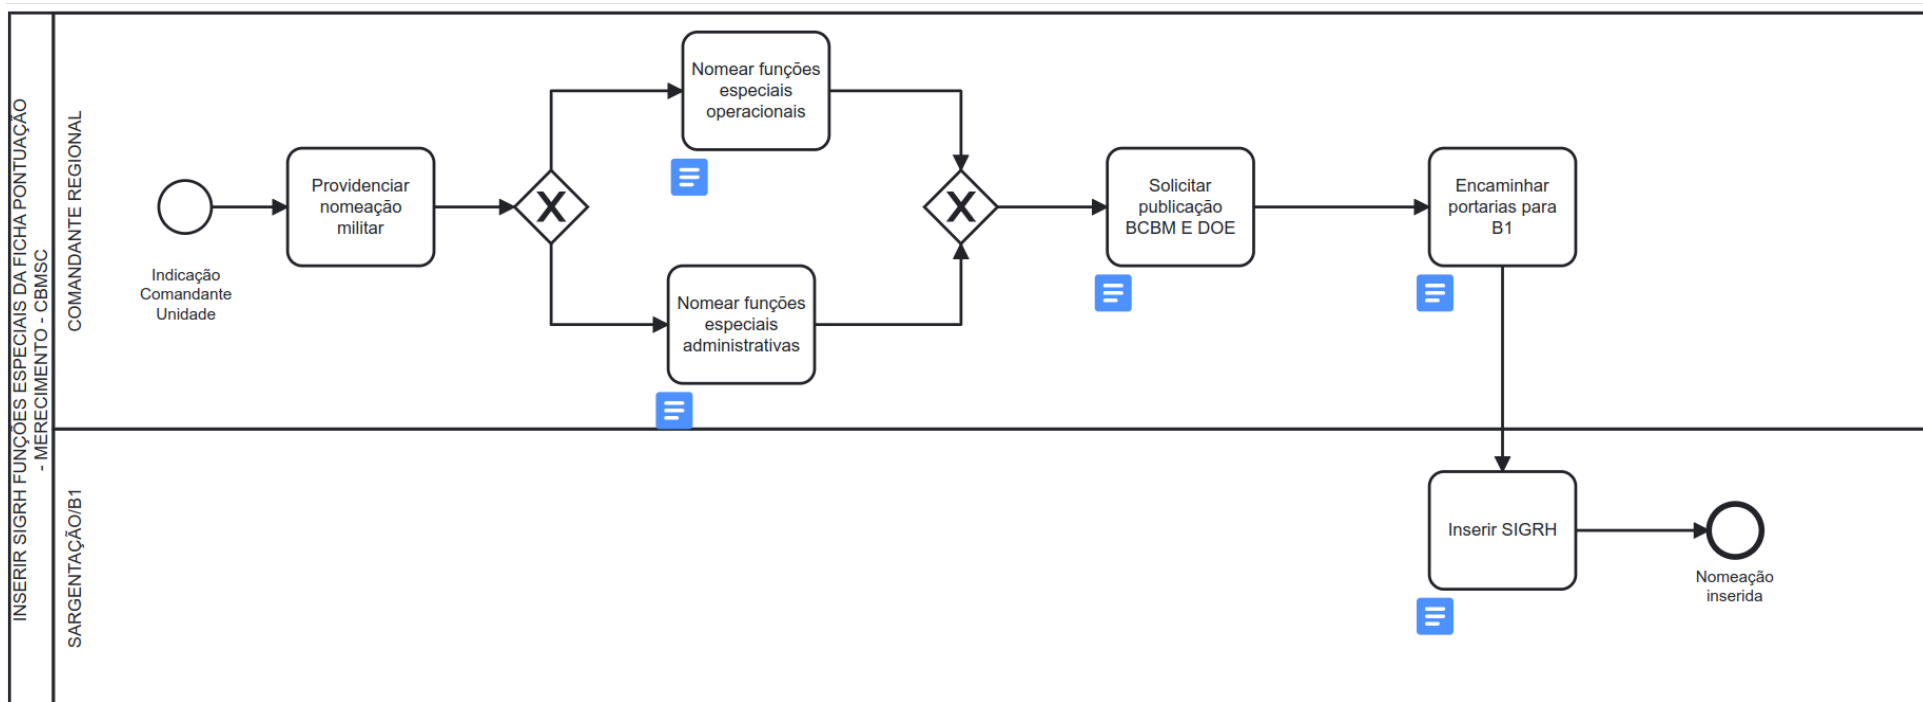 INSERIR SIGRH FUNÇÕES ESPECIAIS DA FICHA PONTUAÇÃO
- MERECIMENTO - CBMSC
COMANDANTE REGIONAL
Indicação
Comandante
Unidade
Providenciar
nomeação
militar
X
Nomear funções
especiais
operacionais
Nomear funções
especiais
administrativas
X
Solicitar
publicação
BCBM E DOE
Encaminhar
portarias para
B1
SARGENTAÇÃO/B1
Inserir SIGRH
Nomeação
inserida